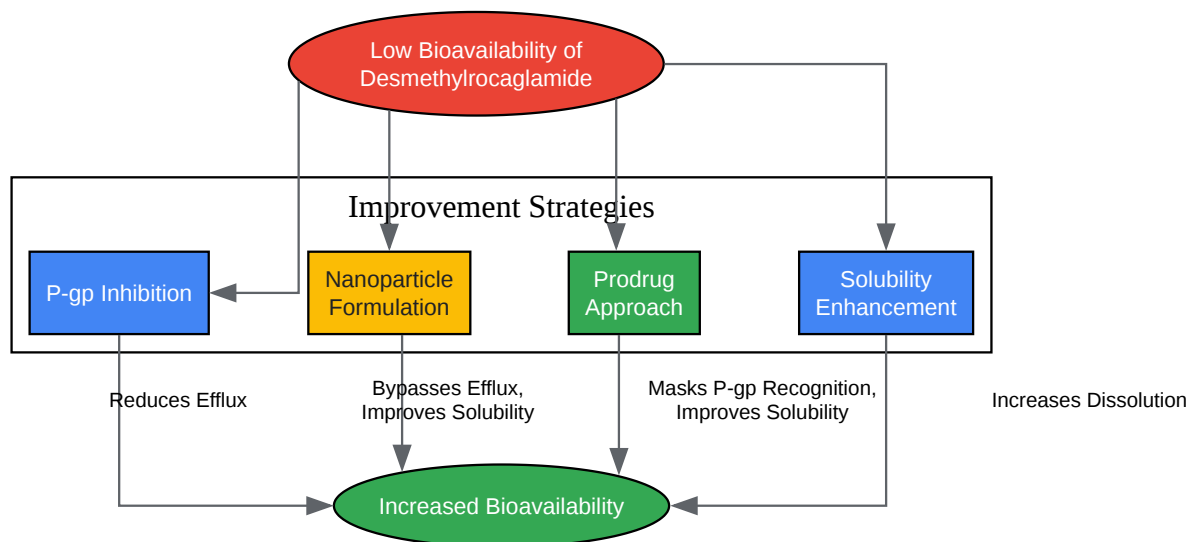 Low Bioavailability of
Desmethylrocaglamide
Improvement Strategies
P-gp Inhibition
Nanoparticle
Formulation
Prodrug
Approach
Solubility
Enhancement
Reduces Efflux
Bypasses Efflux,
Improves Solubility
Masks P-gp Recognition,
Improves Solubility
Increases Dissolution
Increased Bioavailability